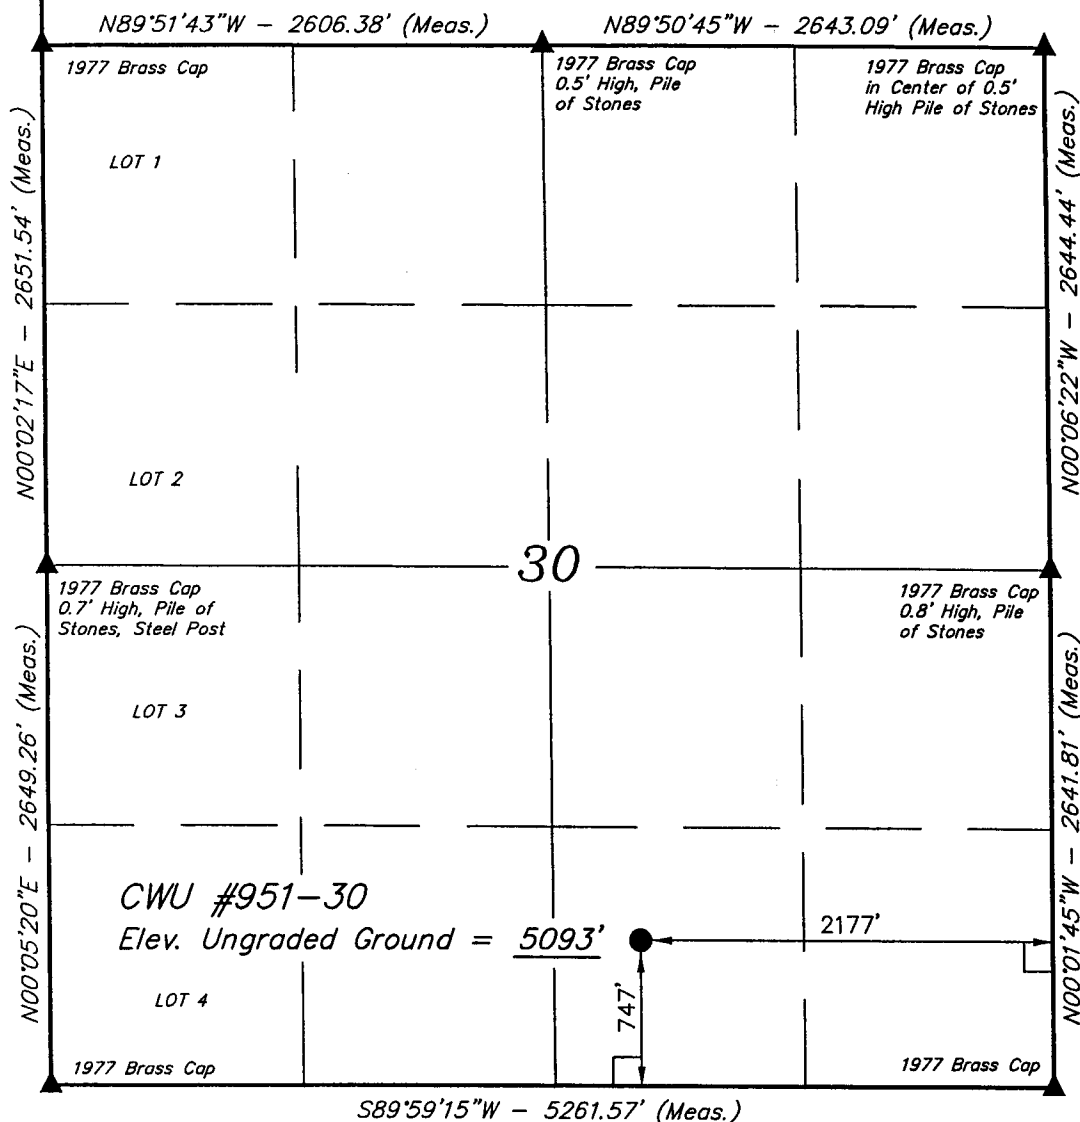 N89°51'43"W – 2606.38' (Meas.)
N89°50'45"W – 2643.09' (Meas.)
1977 Brass Cap
1977 Brass Cap
0.5' High, Pile
of Stones
1977 Brass Cap
in Center of 0.5'
High Pile of Stones
N00°02'17"E – 2651.54' (Meas.)
N00°06'22"W – 2644.44' (Meas.)
LOT 1
LOT 2
30
1977 Brass Cap
0.7' High, Pile of
Stones, Steel Post
1977 Brass Cap
0.8' High, Pile
of Stones
N00°05'20"E – 2649.26' (Meas.)
N00°01'45"W – 2641.81' (Meas.)
LOT 3
CWU #951-30
Elev. Ungraded Ground = 5093'
2177'
747'
LOT 4
1977 Brass Cap
1977 Brass Cap
S89°59'15"W – 5261.57' (Meas.)